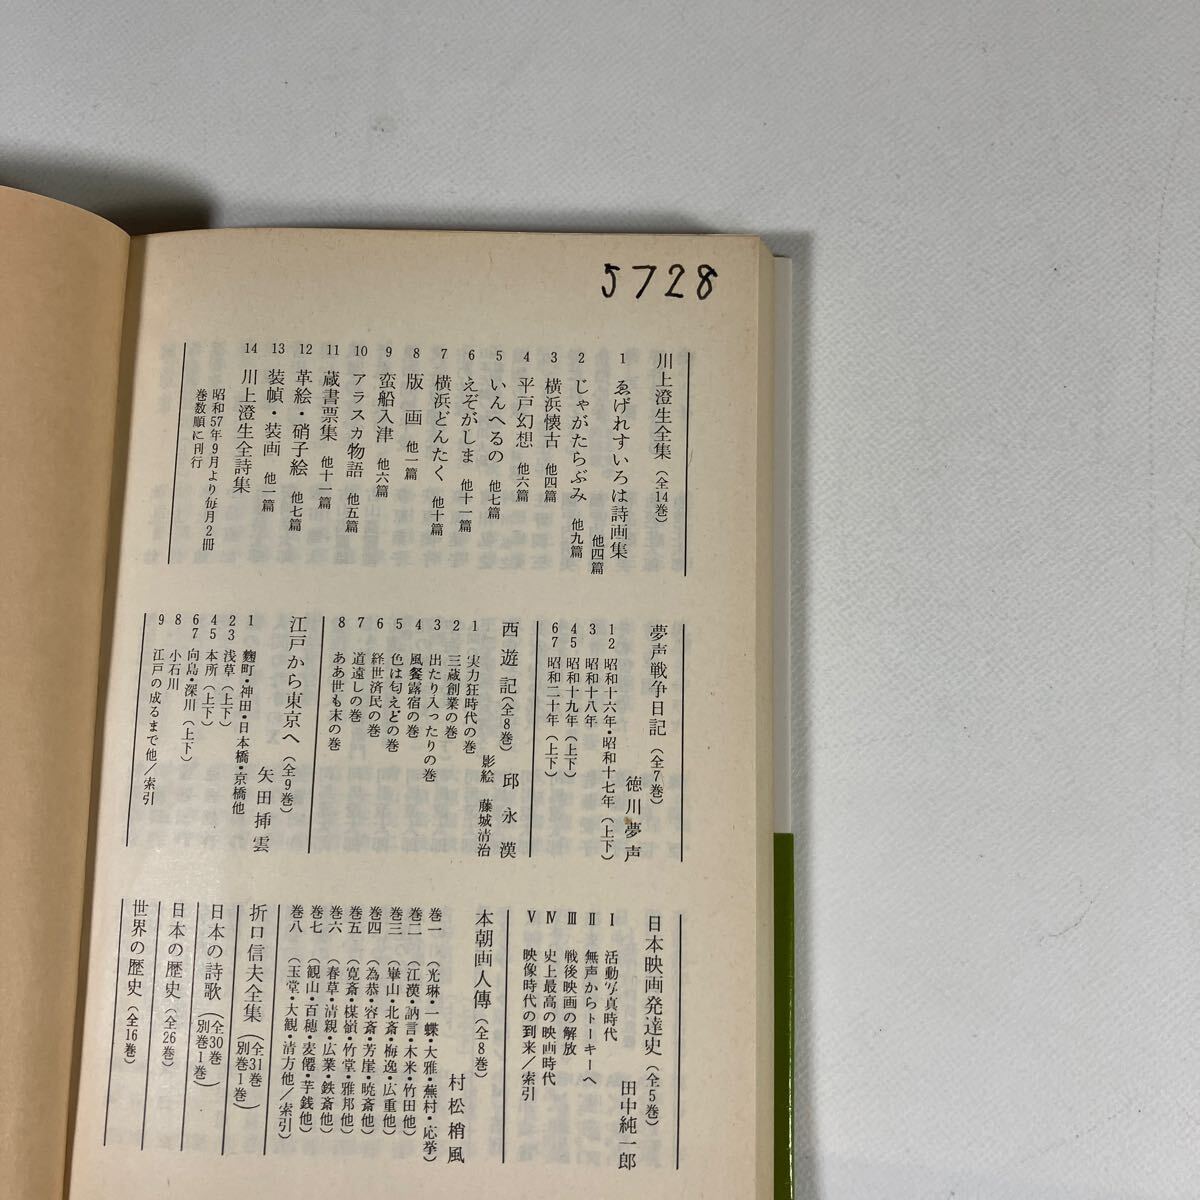 5728
川上澄生全集（全14巻）
1 ゑげれすいろは詩画集 他四篇
2 じゃがたらぶみ 他九篇
3 横浜懐古 他四篇
4 平戸幻想 他六篇
5 いんへるの 他七篇
6 えぞがしま 他十一篇
7 横浜どんたく 他十篇
8 版画 他一篇
9 蛮船入津 他六篇
10 アラスカ物語 他五篇
11 蔵書票集 他十一篇
12 革絵・硝子絵 他七篇
13 装幀・装画 他一篇
14 川上澄生全詩集
昭和57年9月より毎月2冊
巻数順に刊行
夢声戦争日記（全7巻）
徳川夢声
12 昭和十六年・昭和十七年（上下）
3 昭和十八年
45 昭和十九年（上下）
67 昭和二十年（上下）
西遊記（全8巻）
邱永漢
影絵 藤城清治
1 実力狂時代の巻
2 三蔵創業の巻
3 出たり入ったりの巻
4 風餐露宿の巻
5 色は匂えどの巻
6 経世済民の巻
7 道遠しの巻
8 ああ世も末の巻
江戸から東京へ（全9巻）
矢田挿雲
1 麴町・神田・日本橋・京橋他
23 浅草（上下）
45 本所（上下）
67 向島・深川（上下）
8 小石川
9 江戸の成るまで他／索引
日本映画発達史（全5巻）
田中純一郎
Ⅰ 活動写真時代
Ⅱ 無声からトーキーへ
Ⅲ 戦後映画の解放
Ⅳ 史上最高の映画時代
Ⅴ 映像時代の到来／索引
本朝画人傳（全8巻）
村松梢風
巻一（光琳・一蝶・大雅・蕪村・応挙）
巻二（江漢・訥言・木米・竹田他）
巻三（崋山・北斎・梅逸・広重他）
巻四（為恭・容斎・芳崖・暁斎他）
巻五（寛斎・楳嶺・竹堂・雅邦他）
巻六（春草・清親・広業・鉄斎他）
巻七（観山・百穂・麦僊・芋銭他）
巻八（玉堂・大観・清方他／索引）
折口信夫全集（全31巻 別巻1巻）
日本の詩歌（全30巻 別巻1巻）
日本の歴史（全26巻）
世界の歴史（全16巻）